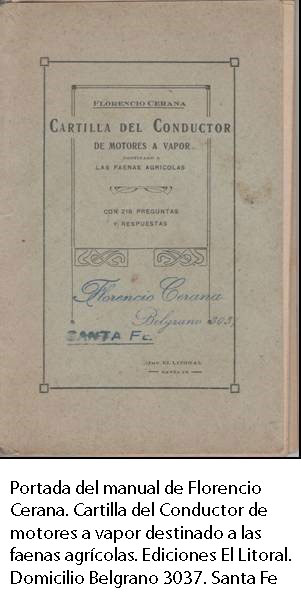 FLORENCIO CERANA
CARTILLA DEL CONDUCTOR
DE MOTORES A VAPOR
DESTINADO A
LAS FAENAS AGRICOLAS
CON 216 PREGUNTAS
Y RESPUESTAS
Florencio Cerana
Belgrano 3037
SANTA FE
IMP. EL LITORAL
SANTA FE
Portada del manual de Florencio
Cerana. Cartilla del Conductor de
motores a vapor destinado a las
faenas agrícolas. Ediciones El Litoral.
Domicilio Belgrano 3037. Santa Fe